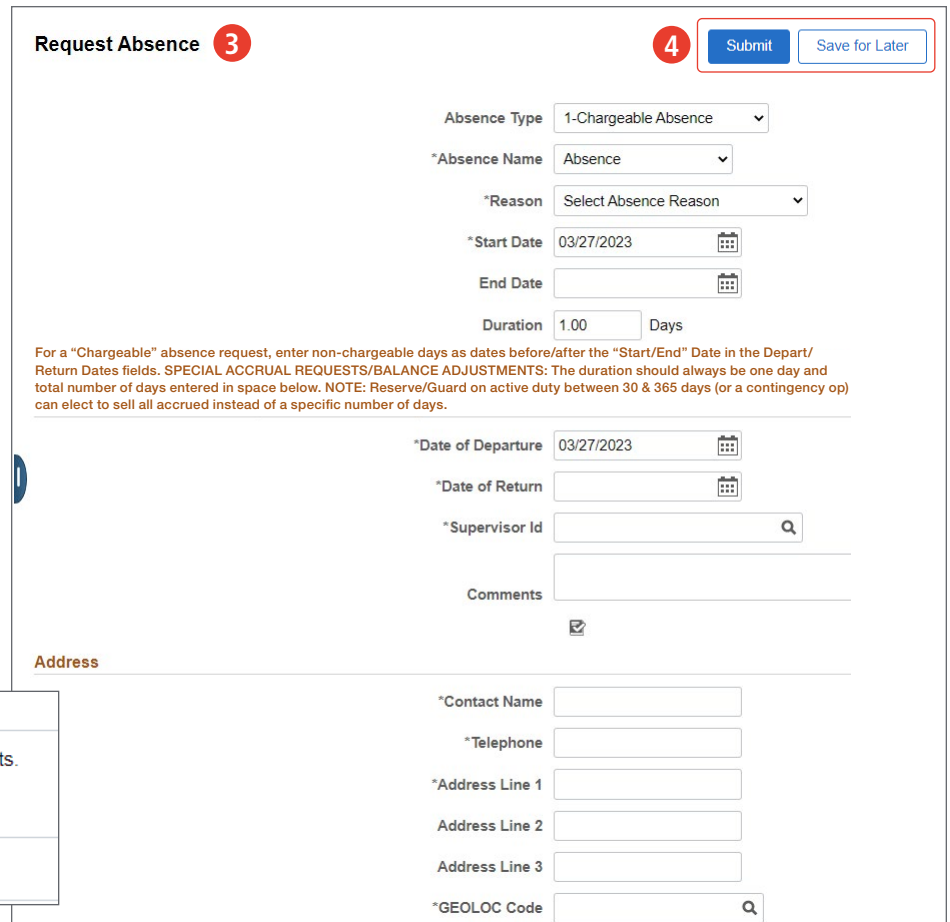 Request Absence 3
4 Submit Save for Later
Absence Type 1-Chargeable Absence
*Absence Name Absence
*Reason Select Absence Reason
*Start Date 03/27/2023
End Date
Duration 1.00 Days
For a “Chargeable” absence request, enter non-chargeable days as dates before/after the “Start/End” Date in the Depart/
Return Dates fields. SPECIAL ACCRUAL REQUESTS/BALANCE ADJUSTMENTS: The duration should always be one day and
total number of days entered in space below. NOTE: Reserve/Guard on active duty between 30 & 365 days (or a contingency op)
can elect to sell all accrued instead of a specific number of days.
*Date of Departure 03/27/2023
*Date of Return
*Supervisor Id
Comments
Address
*Contact Name
ts.
*Telephone
*Address Line 1
Address Line 2
Address Line 3
*GEOLOC Code